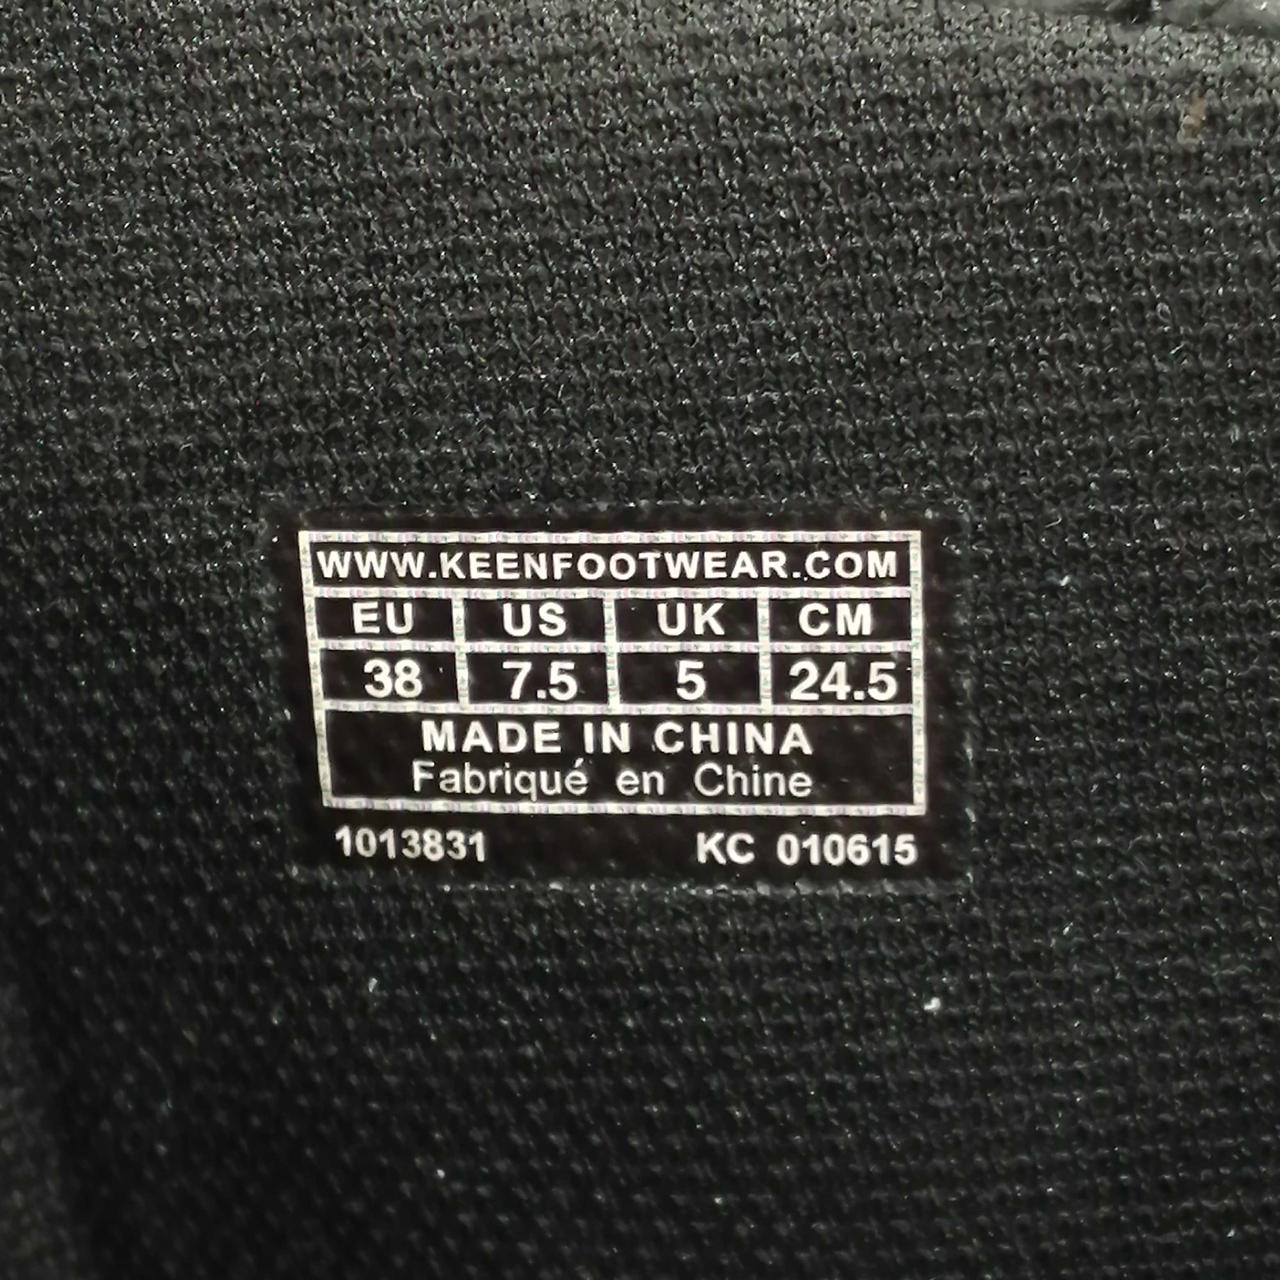 WWW.KEENFOOTWEAR.COM
EU US UK CM
38 7.5 5 24.5
MADE IN CHINA
Fabriqué en Chine
1013831 KC 010615